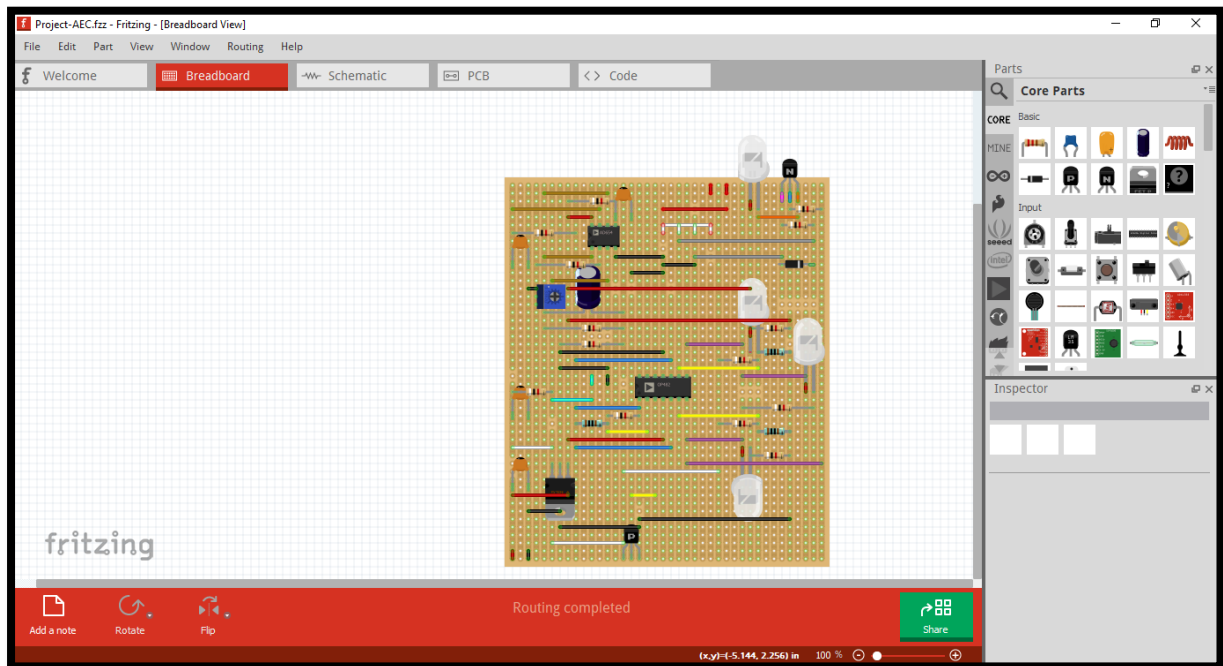 Project-AEC.fzz - Fritzing - [Breadboard View]
File Edit Part View Window Routing Help
Welcome Breadboard Schematic PCB Code
Parts
Core Parts
CORE Basic
MINE
P N ?
Input
seeed
intel
N
P
fritzing
Inspector
Add a note Rotate Flip
Routing completed
Share
(x,y)=(-5.144, 2.256) in 100 %